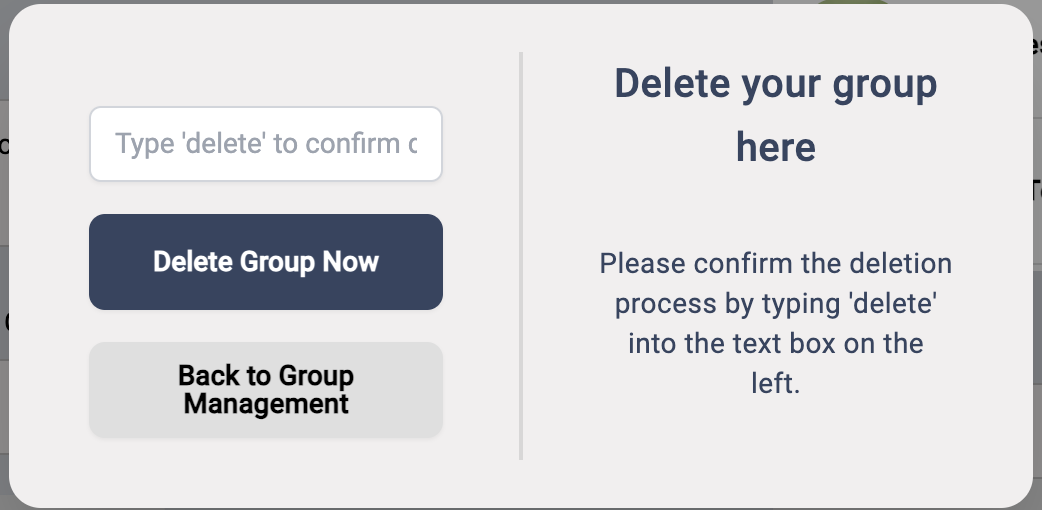 Type 'delete' to confirm
Delete Group Now
Back to Group
Management
Delete your group
here
Please confirm the deletion
process by typing 'delete'
into the text box on the
left.